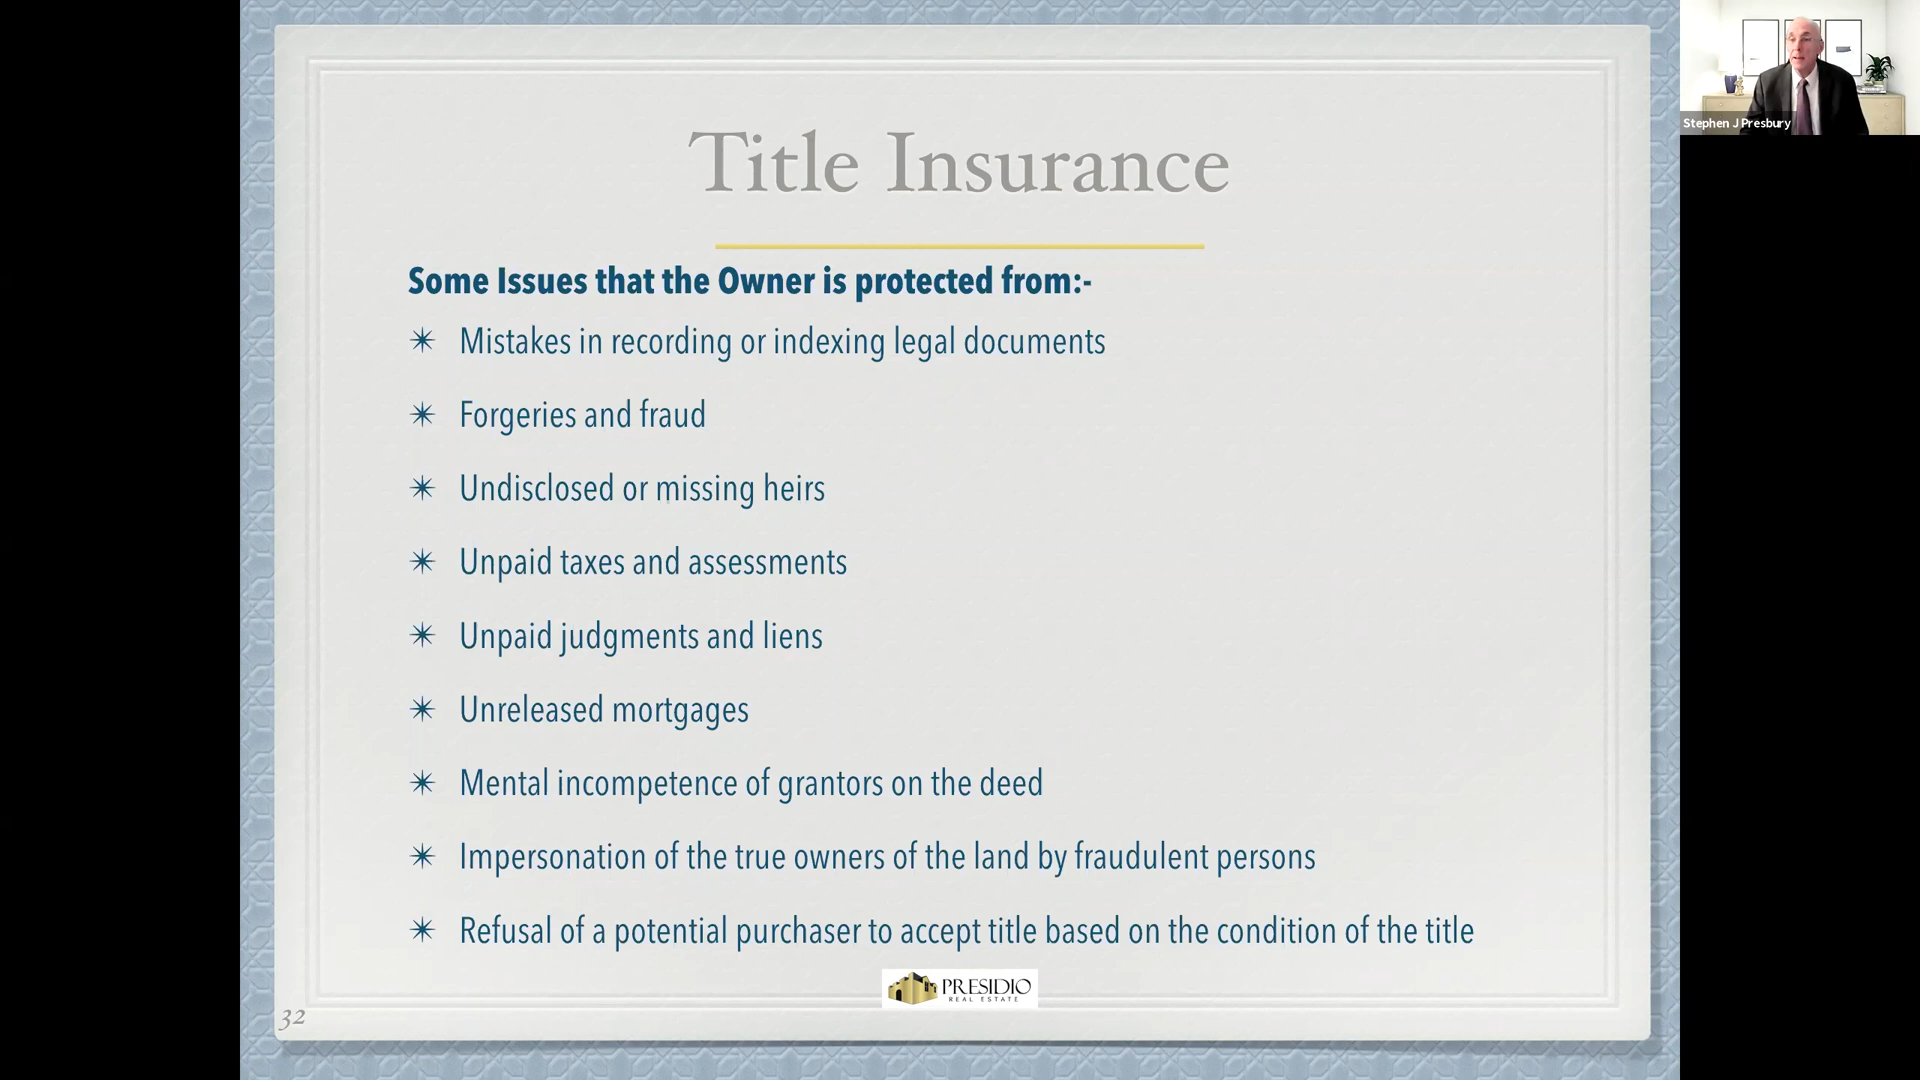 Stephen J Presbury
Title Insurance
Some Issues that the Owner is protected from:-
✴ Mistakes in recording or indexing legal documents
✴ Forgeries and fraud
✴ Undisclosed or missing heirs
✴ Unpaid taxes and assessments
✴ Unpaid judgments and liens
✴ Unreleased mortgages
✴ Mental incompetence of grantors on the deed
✴ Impersonation of the true owners of the land by fraudulent persons
✴ Refusal of a potential purchaser to accept title based on the condition of the title
PRESIDIO
REAL ESTATE
32